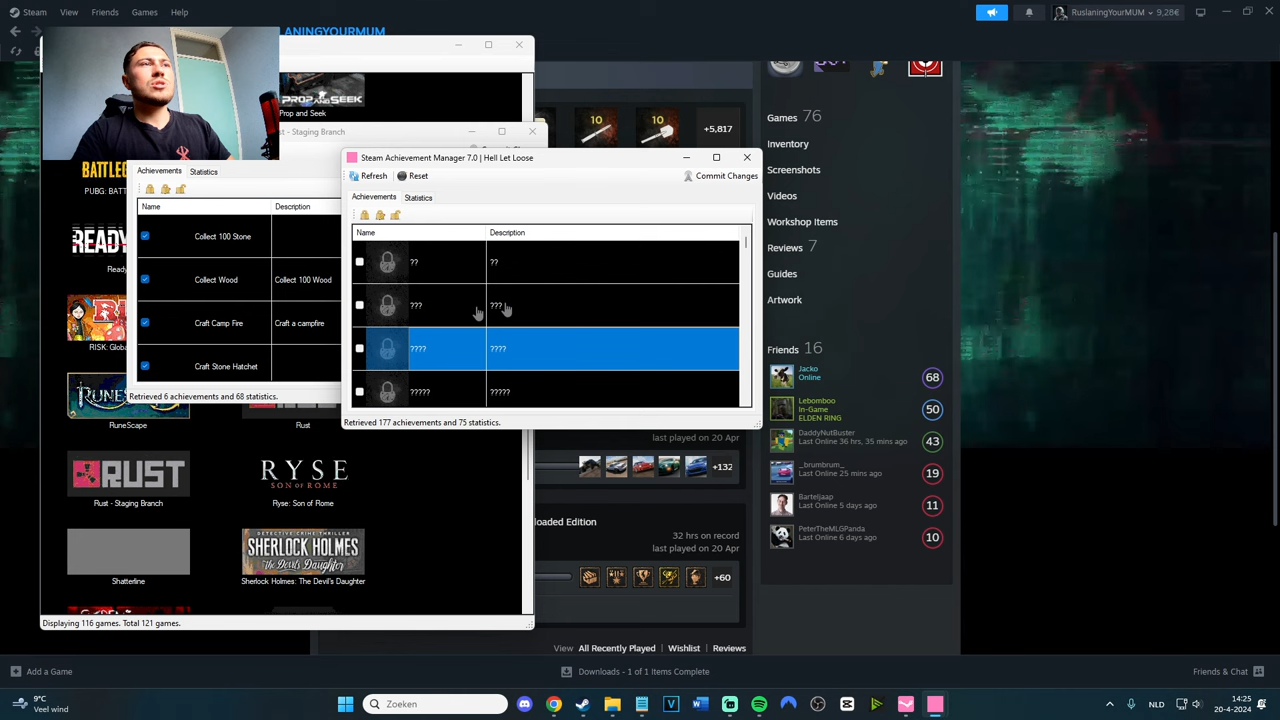 Steam View Friends Games Help
RuslaningYourMUM 9,28€
ANINGYOURMUM
PROP AND SEEK
Prop and Seek
10
10
+5,817
Games 76
Inventory
Screenshots
Videos
Workshop Items
Reviews 7
Guides
Artwork
Friends 16
Jacko
Online
68
Lebomboo
In-Game
ELDEN RING
50
DaddyNutBuster
Last Online 36 hrs, 35 mins ago
43
_brumbrum_
Last Online 25 mins ago
19
Barteljaap
Last Online 5 days ago
11
PeterTheMLGPanda
Last Online 6 days ago
10
st - Staging Branch
Achievements Statistics
Name Description
Collect 100 Stone
Collect Wood Collect 100 Wood
Craft Camp Fire Craft a campfire
Craft Stone Hatchet
Retrieved 6 achievements and 68 statistics.
Steam Achievement Manager 7.0 | Hell Let Loose
Refresh Reset Commit Changes
Achievements Statistics
Name Description
?? ??
??? ???
???? ????
????? ?????
Retrieved 177 achievements and 75 statistics.
BATTLEG
PUBG: BATT
READY
Ready
RISK: Globa
RUNESCAPE
RuneScape
Rust
RUST
Rust - Staging Branch
RYSE
SON OF ROME
Ryse: Son of Rome
Shatterline
DETECTIVE CRIME THRILLER
SHERLOCK HOLMES
The Devil's Daughter
Sherlock Holmes: The Devil's Daughter
Displaying 116 games. Total 121 games.
last played on 20 Apr
+132
loaded Edition
32 hrs on record
last played on 20 Apr
+60
View All Recently Played | Wishlist | Reviews
Add a Game
Downloads - 1 of 1 Items Complete
Friends & Chat
9°C
Veel wind
Zoeken
NLD
14:25
20-4-2024